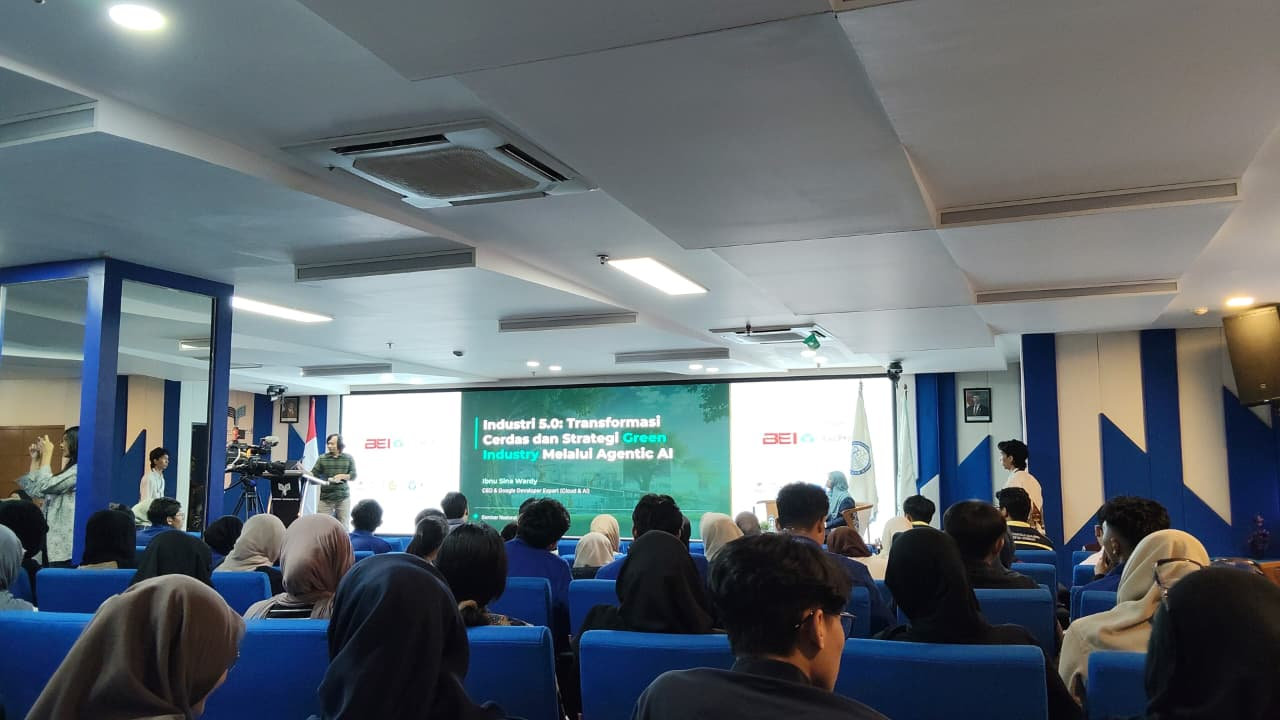 Industri 5.0: Transformasi
Cerdas dan Strategi Green
Industry Melalui Agentic AI
Ibnu Sina Wardy
CEO & Google Developer Expert (Cloud & AI)
BEI
BEI